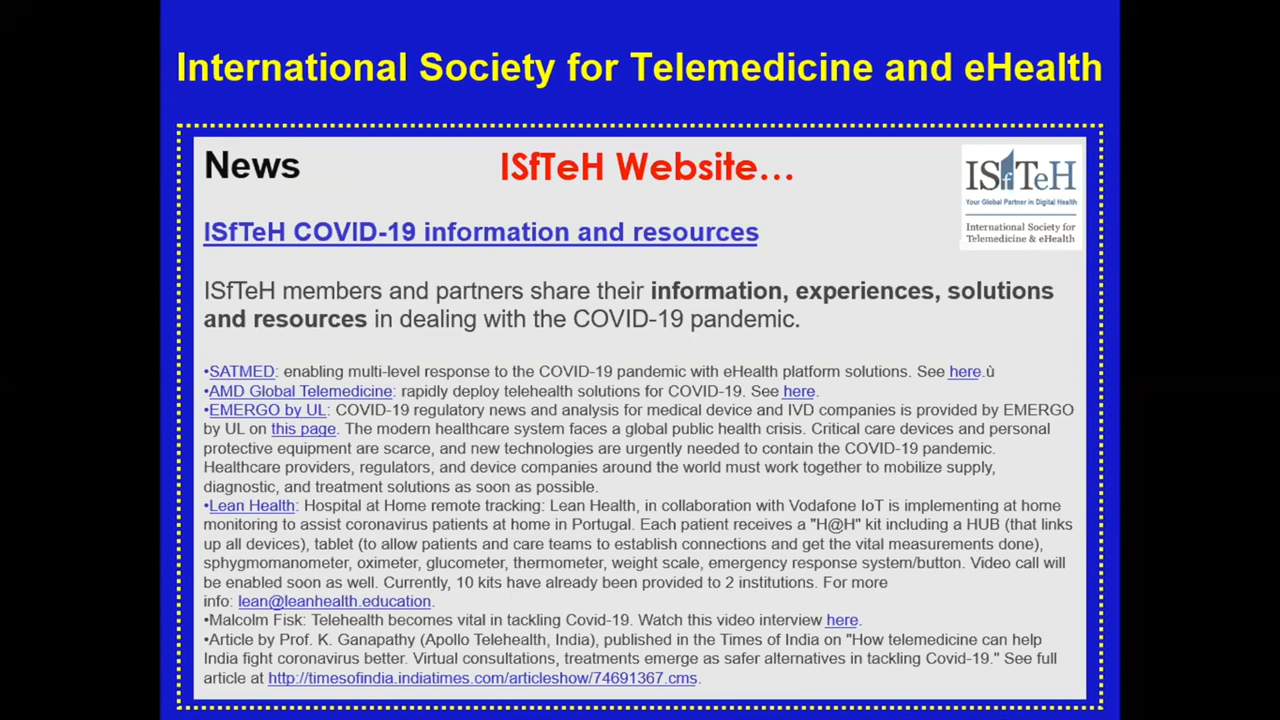 International Society for Telemedicine and eHealth
News
ISfTeH Website...
ISfTeH
Your Global Partner in Digital Health
International Society for
Telemedicine & eHealth
ISfTeH COVID-19 information and resources
ISfTeH members and partners share their information, experiences, solutions
and resources in dealing with the COVID-19 pandemic.
•SATMED: enabling multi-level response to the COVID-19 pandemic with eHealth platform solutions. See here.ù
•AMD Global Telemedicine: rapidly deploy telehealth solutions for COVID-19. See here.
•EMERGO by UL: COVID-19 regulatory news and analysis for medical device and IVD companies is provided by EMERGO
by UL on this page. The modern healthcare system faces a global public health crisis. Critical care devices and personal
protective equipment are scarce, and new technologies are urgently needed to contain the COVID-19 pandemic.
Healthcare providers, regulators, and device companies around the world must work together to mobilize supply,
diagnostic, and treatment solutions as soon as possible.
•Lean Health: Hospital at Home remote tracking: Lean Health, in collaboration with Vodafone IoT is implementing at home
monitoring to assist coronavirus patients at home in Portugal. Each patient receives a "H@H" kit including a HUB (that links
up all devices), tablet (to allow patients and care teams to establish connections and get the vital measurements done),
sphygmomanometer, oximeter, glucometer, thermometer, weight scale, emergency response system/button. Video call will
be enabled soon as well. Currently, 10 kits have already been provided to 2 institutions. For more
info: lean@leanhealth.education.
•Malcolm Fisk: Telehealth becomes vital in tackling Covid-19. Watch this video interview here.
•Article by Prof. K. Ganapathy (Apollo Telehealth, India), published in the Times of India on "How telemedicine can help
India fight coronavirus better. Virtual consultations, treatments emerge as safer alternatives in tackling Covid-19." See full
article at http://timesofindia.indiatimes.com/articleshow/74691367.cms.